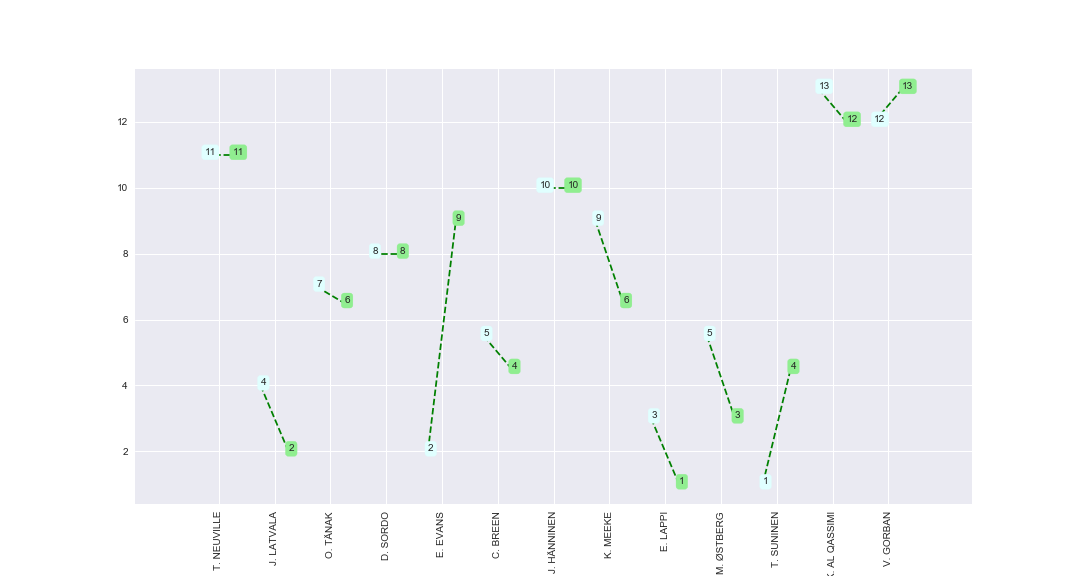 13 13
12 12 12
11 11
10 10 10
9 9
8 8 8
7
6 6
6
5 5
4 4 4
4
3 3
2 2 2
1 1
T. NEUVILLE
J. LATVALA
O. TÄNAK
D. SORDO
E. EVANS
C. BREEN
J. HÄNNINEN
K. MEEKE
E. LAPPI
M. ØSTBERG
T. SUNINEN
AL QASSIMI
V. GORBAN